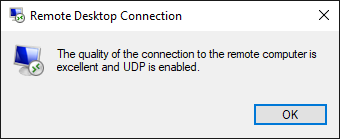 Remote Desktop Connection
The quality of the connection to the remote computer is
excellent and UDP is enabled.
OK